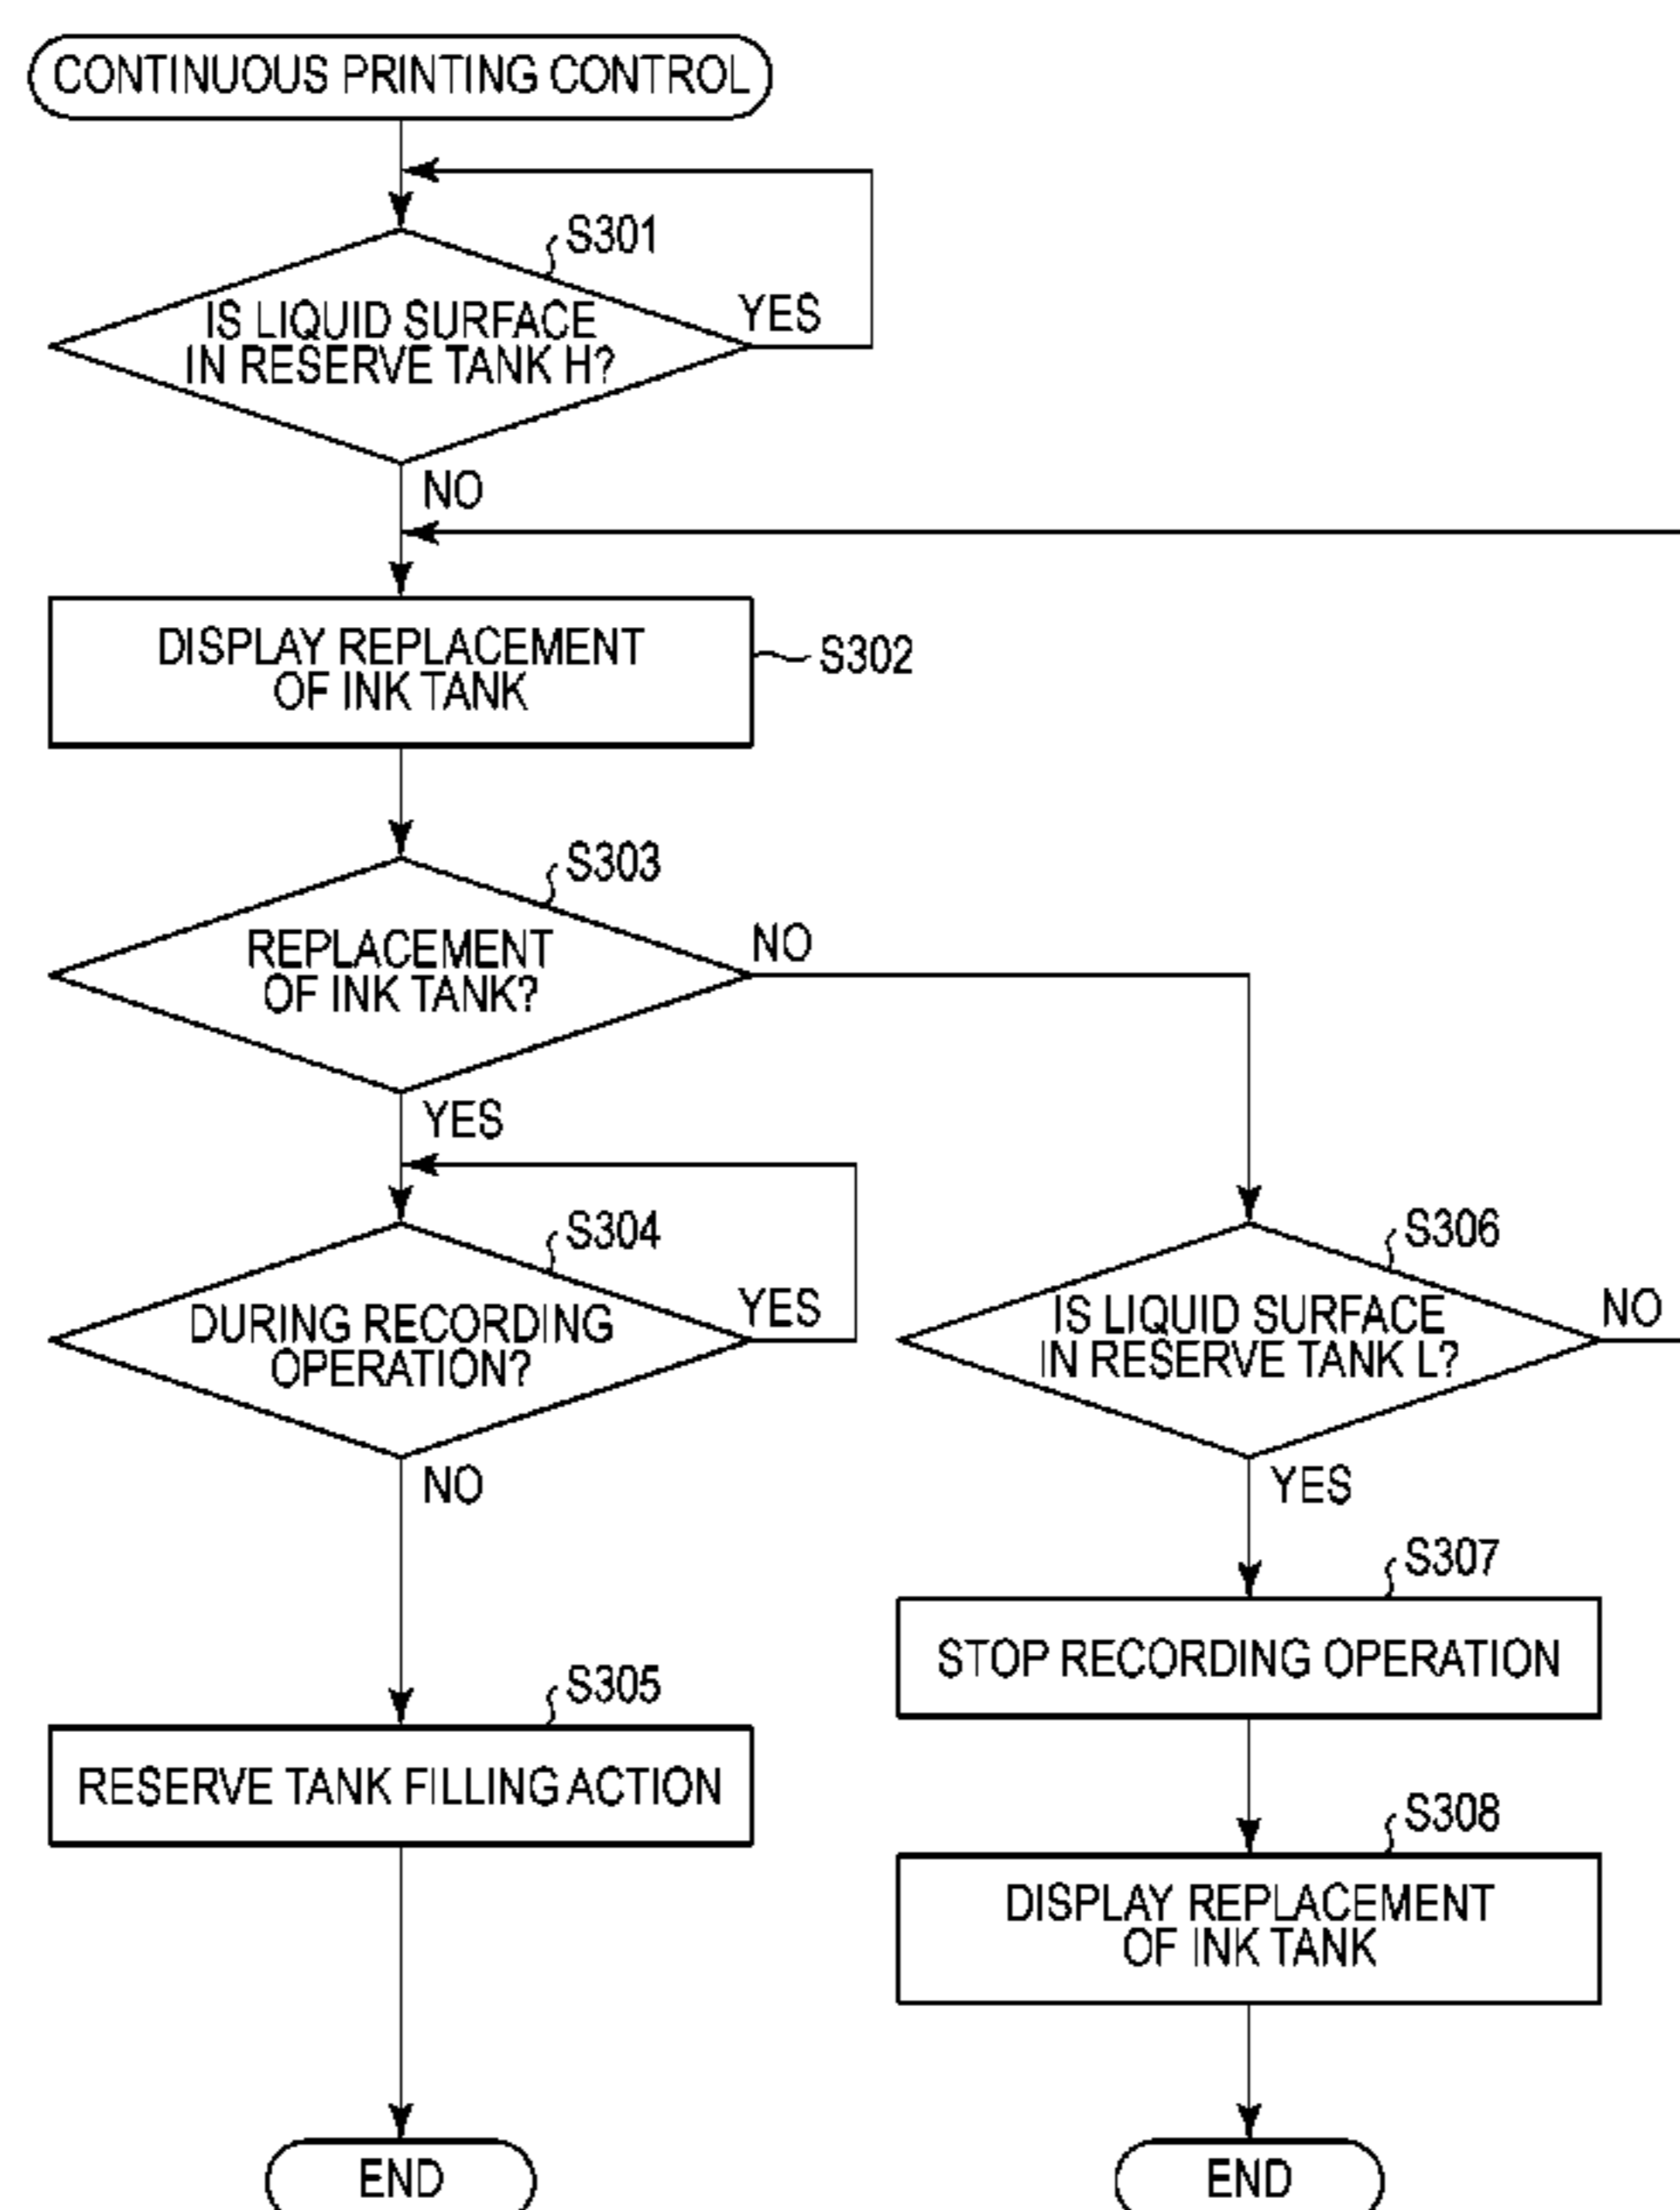 CONTINUOUS PRINTING CONTROL
S301
IS LIQUID SURFACE
IN RESERVE TANK H?
YES
NO
DISPLAY REPLACEMENT
OF INK TANK
S302
S303
REPLACEMENT
OF INK TANK?
NO
YES
S304
DURING RECORDING
OPERATION?
YES
NO
S305
RESERVE TANK FILLING ACTION
END
S306
IS LIQUID SURFACE
IN RESERVE TANK L?
NO
YES
S307
STOP RECORDING OPERATION
S308
DISPLAY REPLACEMENT
OF INK TANK
END